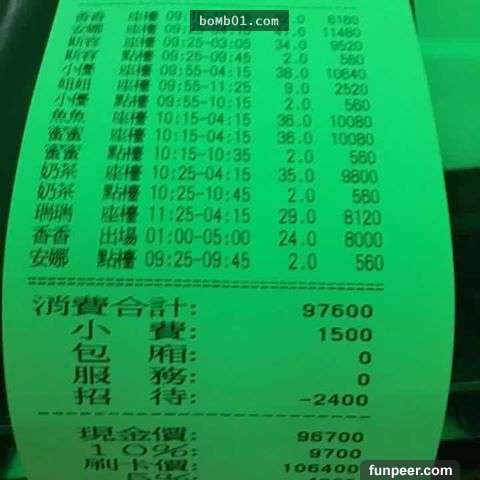 boMb01.com
香香 座檯 09:
.0 6160
安娜 座檯
11480
座檯 09:25-03:05 34.0 9520
點檯 09:25-09:45 2.0 560
小優 座檯 09:55-04:15 38.0 10640
妞妞 座檯 09:55-11:25 9.0 2520
小優 點檯 09:55-10:15 2.0 560
魚魚 座檯 10:15-04:15 36.0 10080
蜜蜜 座檯 10:15-04:15 36.0 10080
蜜蜜 點檯 10:15-10:35 2.0 560
奶茶 座檯 10:25-04:15 35.0 9800
奶茶 點檯 10:25-10:45 2.0 560
瑞瑞 座檯 11:25-04:15 29.0 8120
香香 出場 01:00-05:00 24.0 8000
安娜 點檯 09:25-09:45 2.0 560
消費合計: 97600
小 費: 1500
包 廂: 0
服 務: 0
招 待: -2400
現金價: 96700
10%: 9700
刷卡價: 106400
5%:
funpeer.com